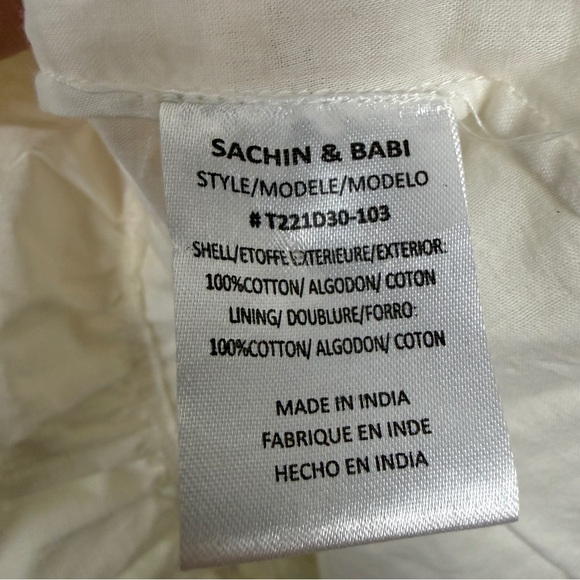 SACHIN & BABI
STYLE/MODELE/MODELO
# T221D30-103
SHELL/ETOFFE EXTERIEURE/EXTERIOR:
100%COTTON/ ALGODON/ COTON
LINING/ DOUBLURE/FORRO:
100%COTTON/ ALGODON/ COTON
MADE IN INDIA
FABRIQUE EN INDE
HECHO EN INDIA